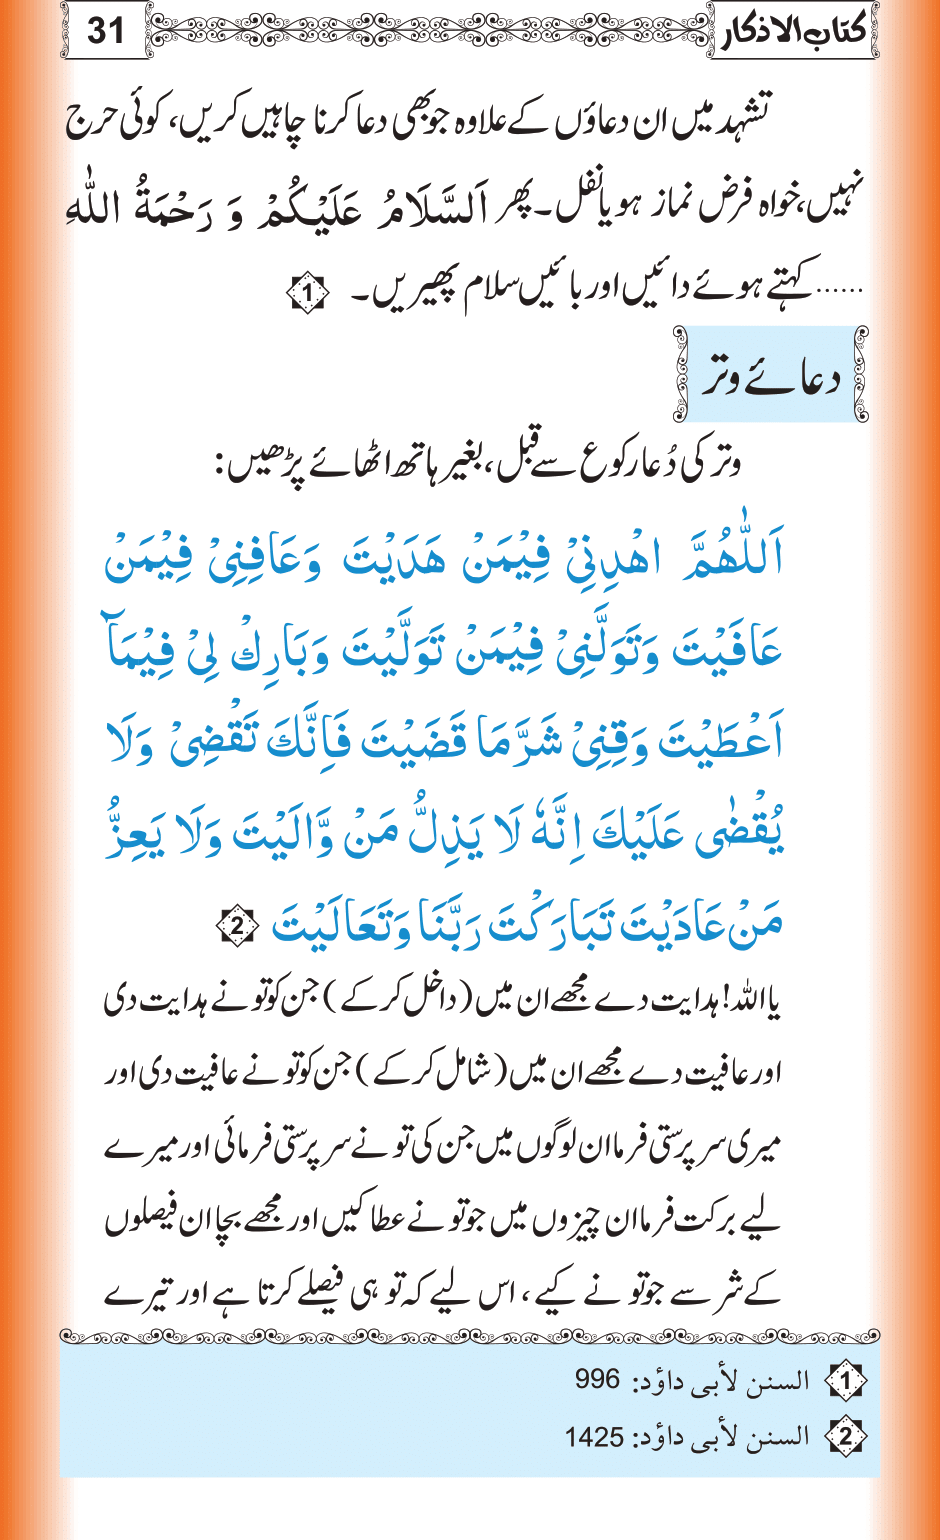 كتاب الاذكار
31
تشہد میں ان دعاؤں کے علاوہ جو بھی دعا کرنا چاہیں کریں، کوئی حرج
نہیں، خواہ فرض نماز ہو یا نفل۔ پھر اَلسَّلَامُ عَلَيْكُمْ وَ رَحْمَةُ اللّٰهِ
......کہتے ہوئے دائیں اور بائیں سلام پھیریں۔ 1
دعائے وتر
وتر کی دُعا رکوع سے قبل، بغیر ہاتھ اٹھائے پڑھیں:
اَللّٰهُمَّ اهْدِنِيْ فِيْمَنْ هَدَيْتَ وَعَافِنِيْ فِيْمَنْ
عَافَيْتَ وَتَوَلَّنِيْ فِيْمَنْ تَوَلَّيْتَ وَبَارِكْ لِيْ فِيْمَآ
اَعْطَيْتَ وَقِنِيْ شَرَّ مَا قَضَيْتَ فَاِنَّكَ تَقْضِيْ وَلَا
يُقْضٰى عَلَيْكَ اِنَّهٗ لَا يَذِلُّ مَنْ وَّالَيْتَ وَلَا يَعِزُّ
مَنْ عَادَيْتَ تَبَارَكْتَ رَبَّنَا وَتَعَالَيْتَ 2
یا اللہ! ہدایت دے مجھے ان میں (داخل کر کے) جن کو تو نے ہدایت دی
اور عافیت دے مجھے ان میں (شامل کر کے) جن کو تو نے عافیت دی اور
میری سرپرستی فرما ان لوگوں میں جن کی تو نے سرپرستی فرمائی اور میرے
لیے برکت فرما ان چیزوں میں جو تو نے عطا کیں اور مجھے بچا ان فیصلوں
کے شر سے جو تو نے کیے، اس لیے کہ تو ہی فیصلے کرتا ہے اور تیرے
1 السنن لأبی داؤد: 996
2 السنن لأبی داؤد: 1425